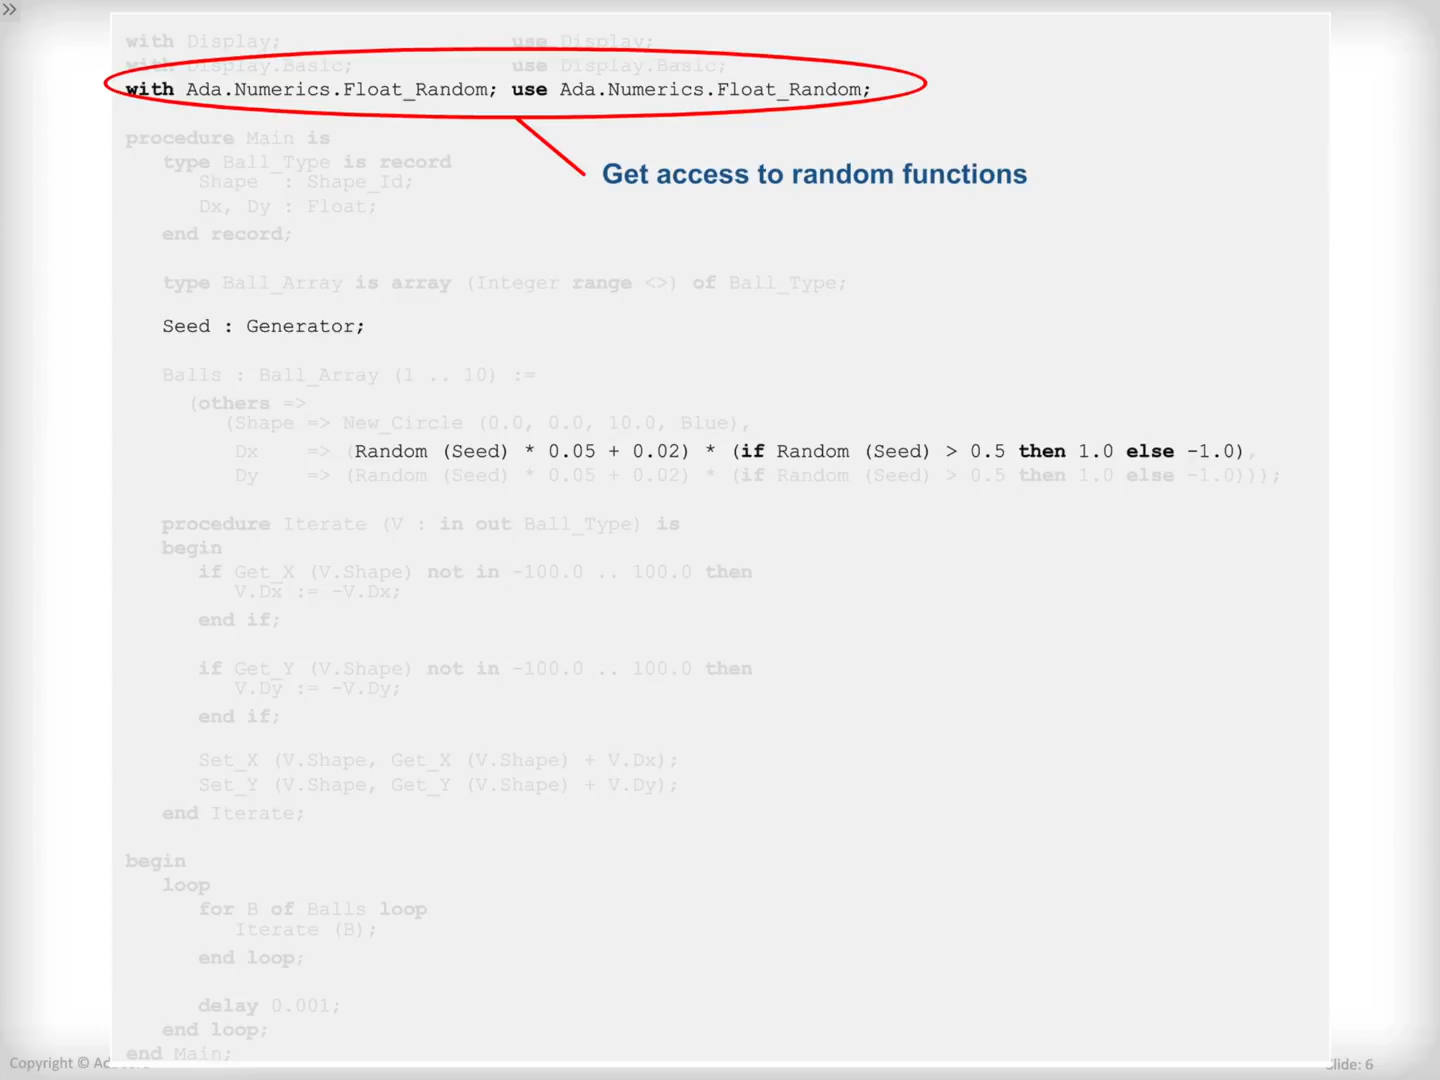 »
with Display; use Display;
with Display.Basic; use Display.Basic;
with Ada.Numerics.Float_Random; use Ada.Numerics.Float_Random;
procedure Main is
type Ball_Type is record
Get access to random functions
Shape : Shape_Id;
Dx, Dy : Float;
end record;
type Ball_Array is array (Integer range <>) of Ball_Type;
Seed : Generator;
Balls : Ball_Array (1 .. 10) :=
(others =>
(Shape => New_Circle (0.0, 0.0, 10.0, Blue),
Dx => (Random (Seed) * 0.05 + 0.02) * (if Random (Seed) > 0.5 then 1.0 else -1.0),
Dy => (Random (Seed) * 0.05 + 0.02) * (if Random (Seed) > 0.5 then 1.0 else -1.0)));
procedure Iterate (V : in out Ball_Type) is
begin
if Get_X (V.Shape) not in -100.0 .. 100.0 then
V.Dx := -V.Dx;
end if;
if Get_Y (V.Shape) not in -100.0 .. 100.0 then
V.Dy := -V.Dy;
end if;
Set_X (V.Shape, Get_X (V.Shape) + V.Dx);
Set_Y (V.Shape, Get_Y (V.Shape) + V.Dy);
end Iterate;
begin
loop
for B of Balls loop
Iterate (B);
end loop;
delay 0.001;
end loop;
end Main;
Copyright ©
Slide: 6